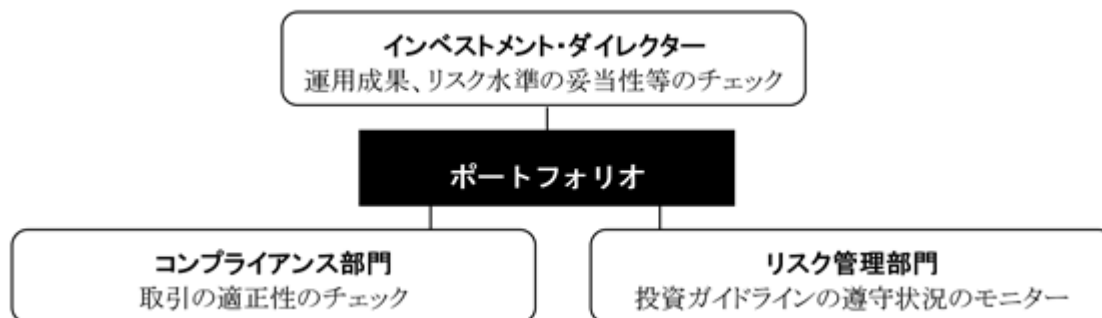 インベストメント・ダイレクター
運用成果、リスク水準の妥当性等のチェック
ポートフォリオ
コンプライアンス部門
取引の適正性のチェック
リスク管理部門
投資ガイドラインの遵守状況のモニター